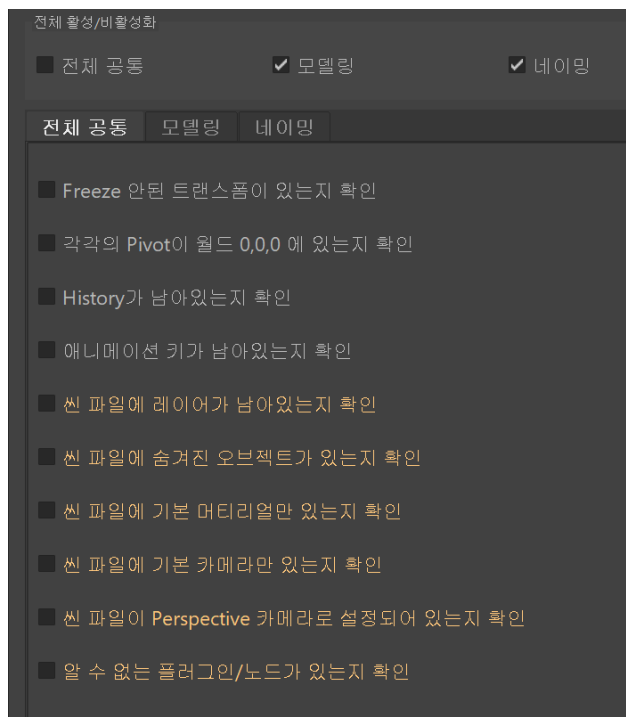 전체 활성/비활성화
전체 공통 모델링 네이밍
전체 공통 모델링 네이밍
Freeze 안된 트랜스폼이 있는지 확인
각각의 Pivot이 월드 0,0,0 에 있는지 확인
History가 남아있는지 확인
애니메이션 키가 남아있는지 확인
씬 파일에 레이어가 남아있는지 확인
씬 파일에 숨겨진 오브젝트가 있는지 확인
씬 파일에 기본 머티리얼만 있는지 확인
씬 파일에 기본 카메라만 있는지 확인
씬 파일이 Perspective 카메라로 설정되어 있는지 확인
알 수 없는 플러그인/노드가 있는지 확인